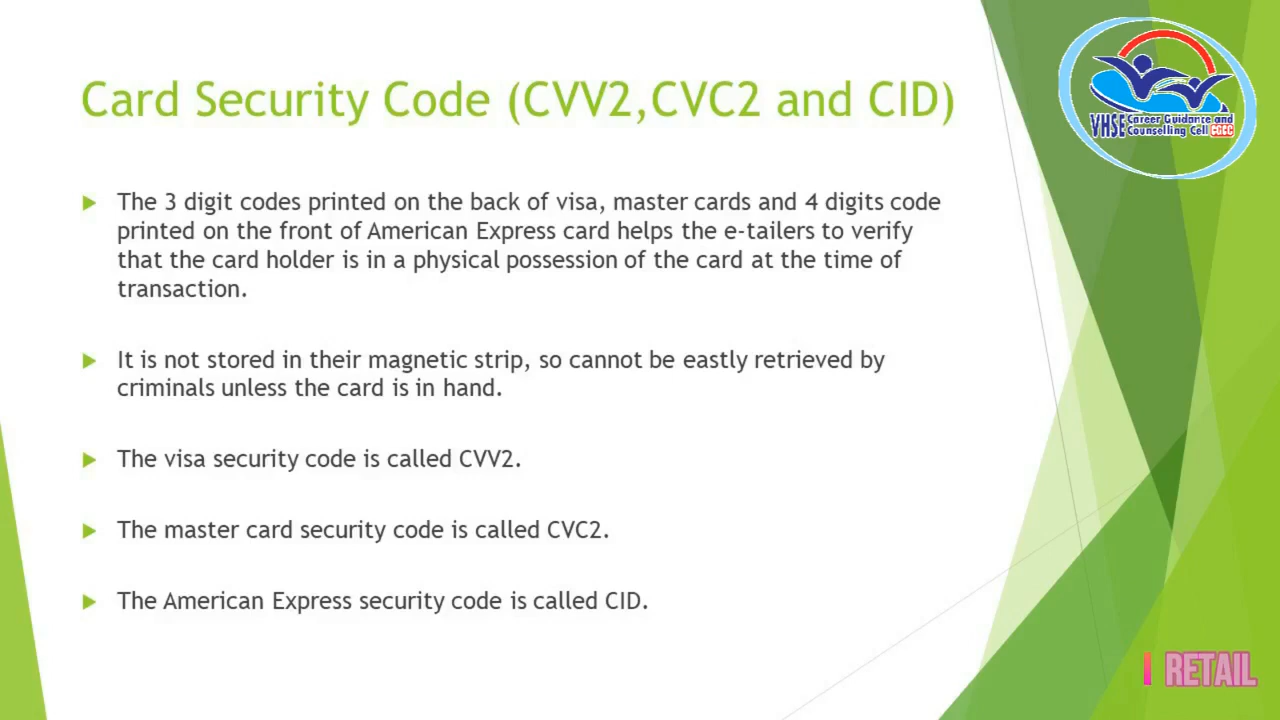 Card Security Code (CVV2,CVC2 and CID)
VHSE Career Guidance and
Counselling Cell CGCC
The 3 digit codes printed on the back of visa, master cards and 4 digits code
printed on the front of American Express card helps the e-tailers to verify
that the card holder is in a physical possession of the card at the time of
transaction.
It is not stored in their magnetic strip, so cannot be eastly retrieved by
criminals unless the card is in hand.
The visa security code is called CVV2.
The master card security code is called CVC2.
The American Express security code is called CID.
I RETAIL